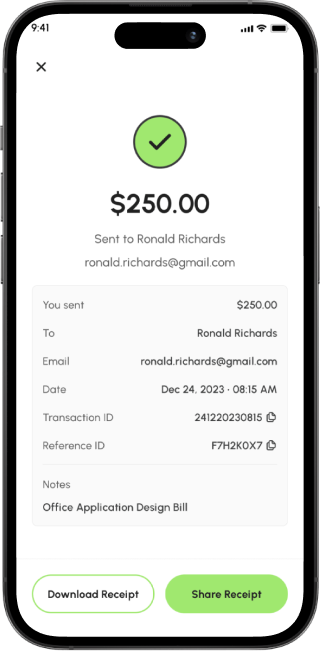 9:41
$250.00
Sent to Ronald Richards
ronald.richards@gmail.com
You sent $250.00
To Ronald Richards
Email ronald.richards@gmail.com
Date Dec 24, 2023 · 08:15 AM
Transaction ID 241220230815
Reference ID F7H2K0X7
Notes
Office Application Design Bill
Download Receipt Share Receipt